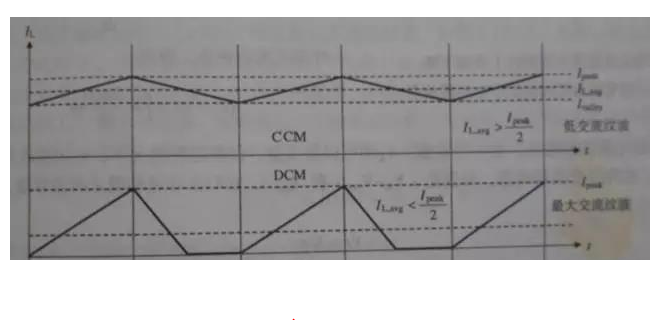 I_L
I_peak
I_L,avg
I_valley
I_L,avg > I_peak/2
低交流纹波
CCM
t
DCM
I_peak
I_L,avg < I_peak/2
最大交流纹波
t